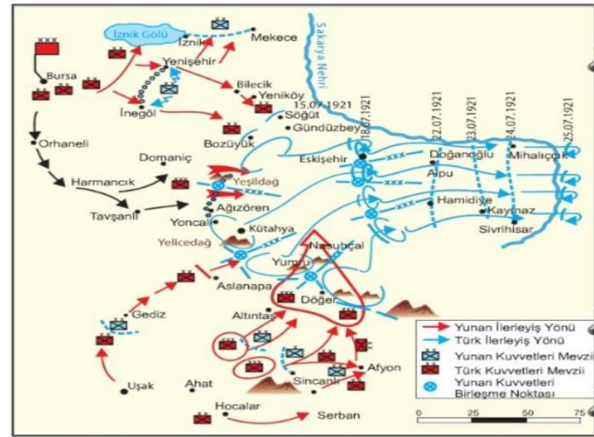 xxx
İznik Gölü
İznik
Mekece
Yenişehir
Bursa
Bilecik
Yeniköy
İnegöl
15.07.1921
Söğüt
Gündüzbey
Bozüyük
Sakarya Nehri
18.07.1921
22.07.1921
23.07.1921
24.07.1921
25.07.1921
Orhaneli
Domaniç
Harmancık
Tavşanlı
Yeşildağ
Ağızören
Yoncalı
Kütahya
Yelicedağ
Eskişehir
Doğanoğlu
Alpu
Mihalıççık
Hamidiye
Kaymaz
Sivrihisar
Nasuhçal
Yumru
Aslanapa
Döğer
Altıntaş
Gediz
Uşak
Ahat
Sincanlı
Afyon
Hocalar
Serban
Yunan İlerleyiş Yönü
Türk İlerleyiş Yönü
Yunan Kuvvetleri Mevzii
Türk Kuvvetleri Mevzii
Yunan Kuvvetleri
Birleşme Noktası
0 25 50 75